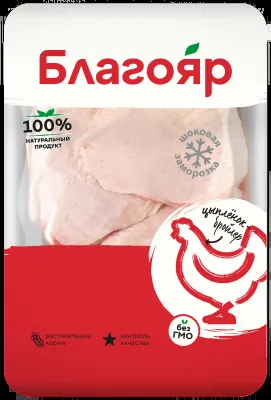 Благояр
100%
НАТУРАЛЬНЫЙ
ПРОДУКТ
шоковая
заморозка
цыплёнок
бройлер
без
ГМО
растительные
корма
контроль
качества